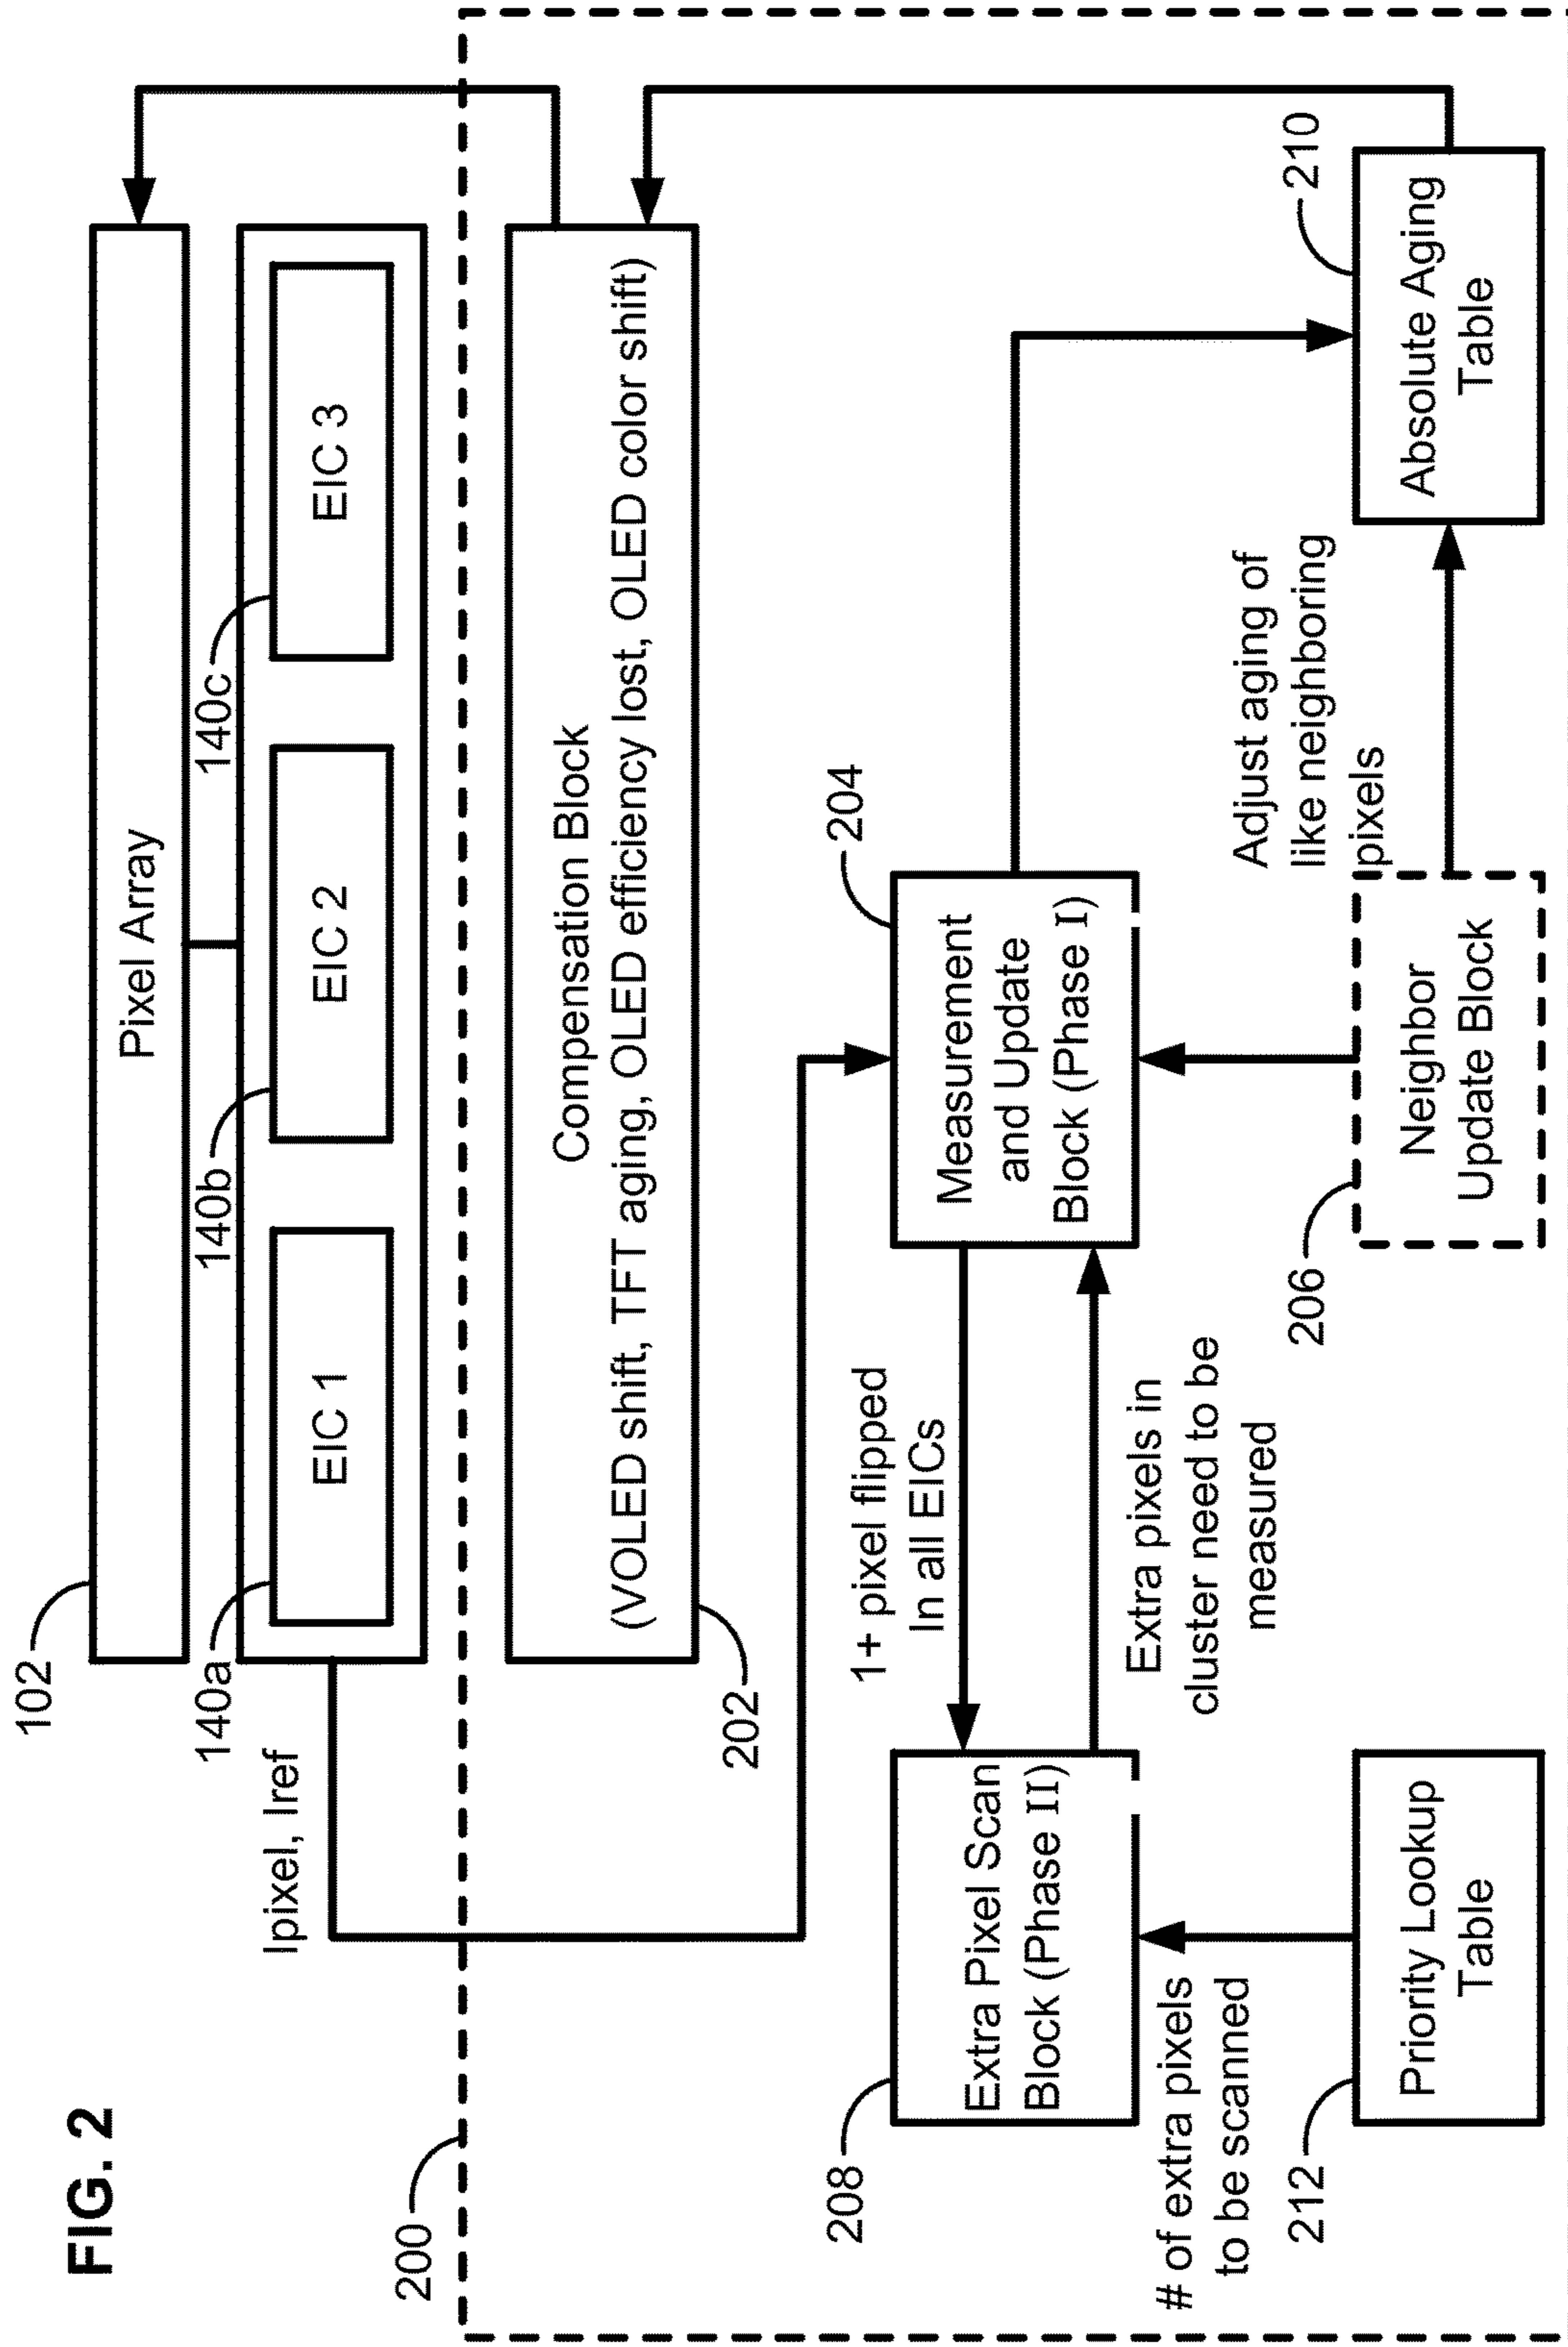 FIG. 2
102
Pixel Array
140a
EIC 1
140b
EIC 2
140c
EIC 3
Ipixel, Iref
200
Compensation Block
(VOLED shift, TFT aging, OLED efficiency lost, OLED color shift)
202
208
Extra Pixel Scan
Block (Phase II)
1+ pixel flipped
In all EICs
Extra pixels in
cluster need to be
measured
204
Measurement
and Update
Block (Phase I)
# of extra pixels
to be scanned
212
Priority Lookup
Table
206
Neighbor
Update Block
Adjust aging of
like neighboring
pixels
210
Absolute Aging
Table